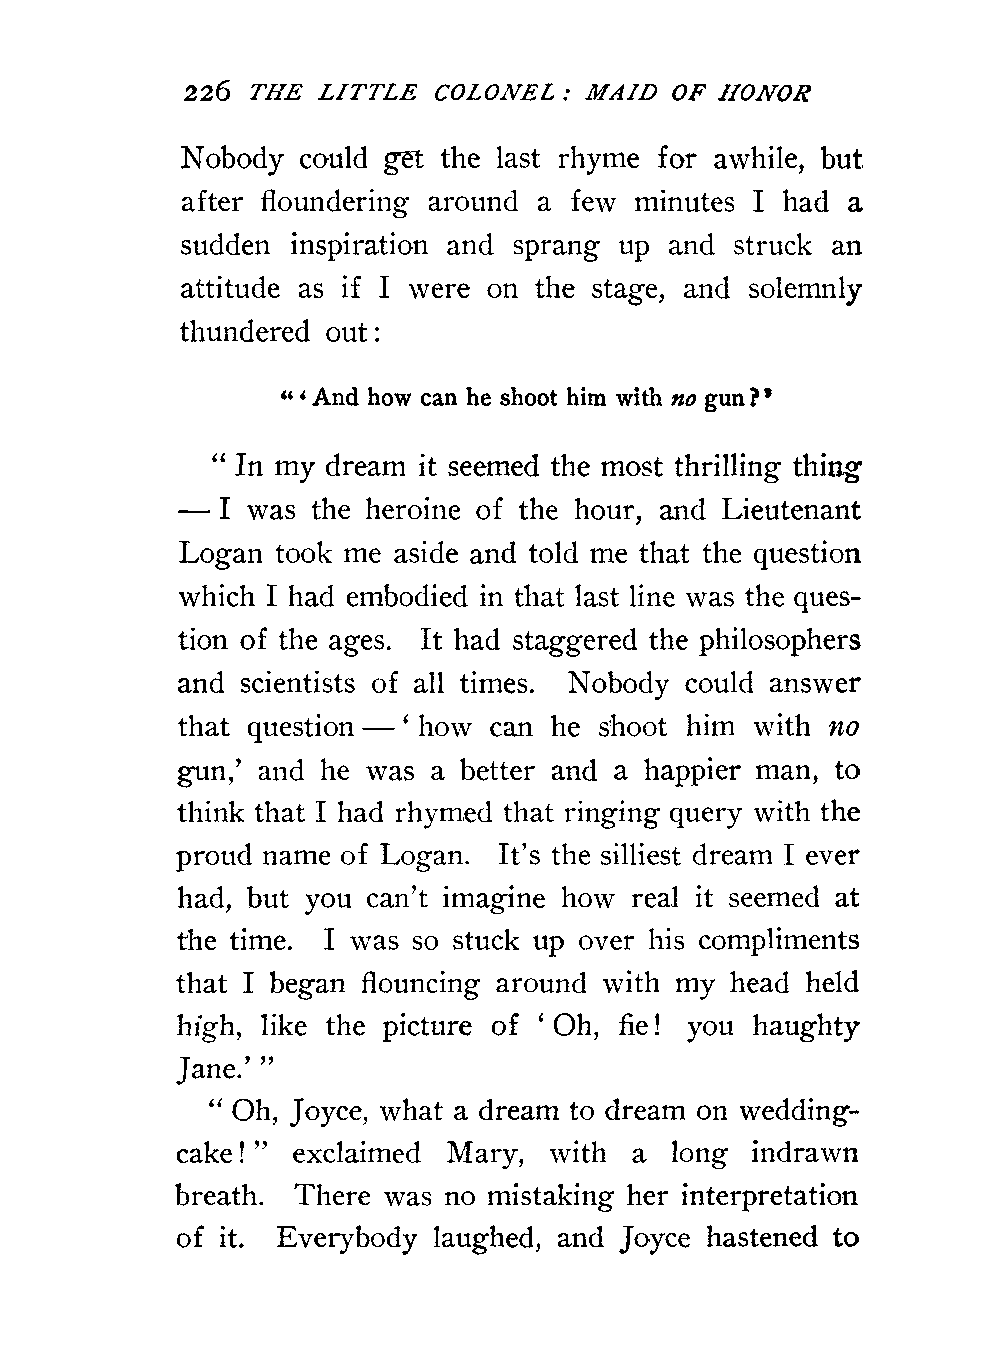 226 THE LITTLE COLONEL: MAID OF HONOR
Nobody could get the last rhyme for awhile, but
after floundering around a few minutes I had a
sudden inspiration and sprang up and struck an
attitude as if I were on the stage, and solemnly
thundered out:
“‘And how can he shoot him with no gun?’
“In my dream it seemed the most thrilling thing
— I was the heroine of the hour, and Lieutenant
Logan took me aside and told me that the question
which I had embodied in that last line was the ques-
tion of the ages. It had staggered the philosophers
and scientists of all times. Nobody could answer
that question — ‘how can he shoot him with no
gun,’ and he was a better and a happier man, to
think that I had rhymed that ringing query with the
proud name of Logan. It’s the silliest dream I ever
had, but you can’t imagine how real it seemed at
the time. I was so stuck up over his compliments
that I began flouncing around with my head held
high, like the picture of ‘Oh, fie! you haughty
Jane.’”
“Oh, Joyce, what a dream to dream on wedding-
cake!” exclaimed Mary, with a long indrawn
breath. There was no mistaking her interpretation
of it. Everybody laughed, and Joyce hastened to